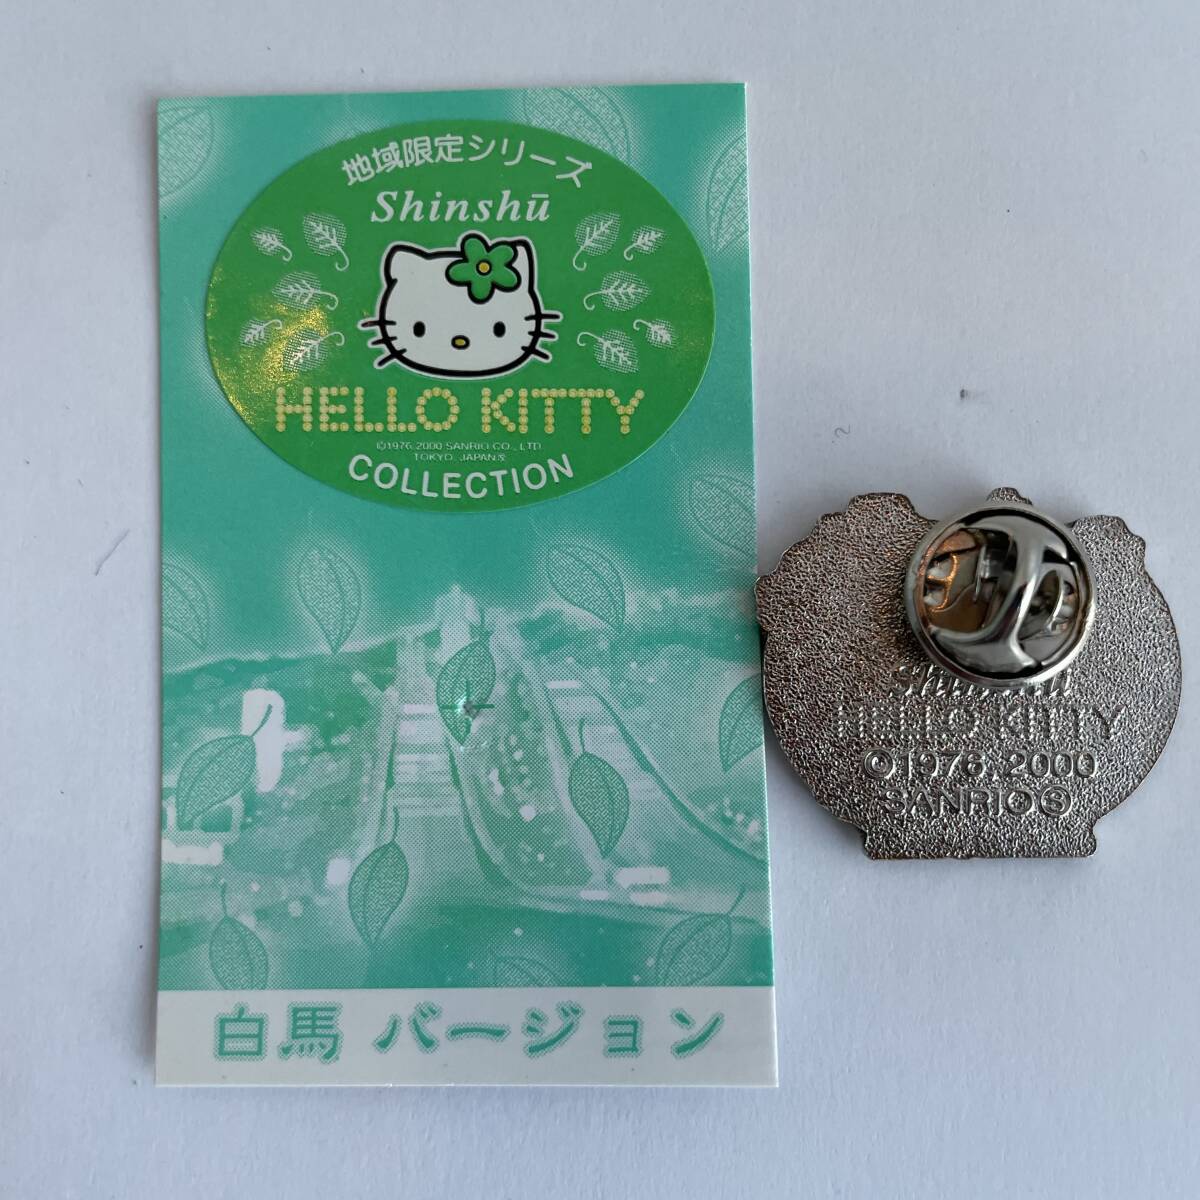 地域限定シリーズ
Shinshū
HELLO KITTY
©1976,2000 SANRIO CO., LTD.
TOKYO, JAPAN Ⓢ
COLLECTION
白馬 バージョン
Shinshū
HELLO KITTY
©1976,2000
SANRIO Ⓢ